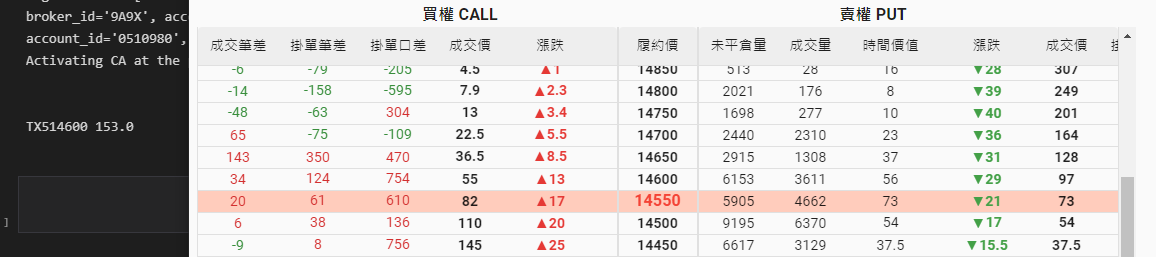 broker_id='9A9X', acc
account_id='0510980',
Activating CA at the
TX514600 153.0
]
買權 CALL 賣權 PUT
成交筆差 掛單筆差 掛單口差 成交價 漲跌 履約價 未平倉量 成交量 時間價值 漲跌 成交價
-6 -79 -205 4.5 ▲1 14850 513 28 16 ▼28 307
-14 -158 -595 7.9 ▲2.3 14800 2021 176 8 ▼39 249
-48 -63 304 13 ▲3.4 14750 1698 277 10 ▼40 201
65 -75 -109 22.5 ▲5.5 14700 2440 2310 23 ▼36 164
143 350 470 36.5 ▲8.5 14650 2915 1308 37 ▼31 128
34 124 754 55 ▲13 14600 6153 3611 56 ▼29 97
20 61 610 82 ▲17 14550 5905 4662 73 ▼21 73
6 38 136 110 ▲20 14500 9195 6370 54 ▼17 54
-9 8 756 145 ▲25 14450 6617 3129 37.5 ▼15.5 37.5